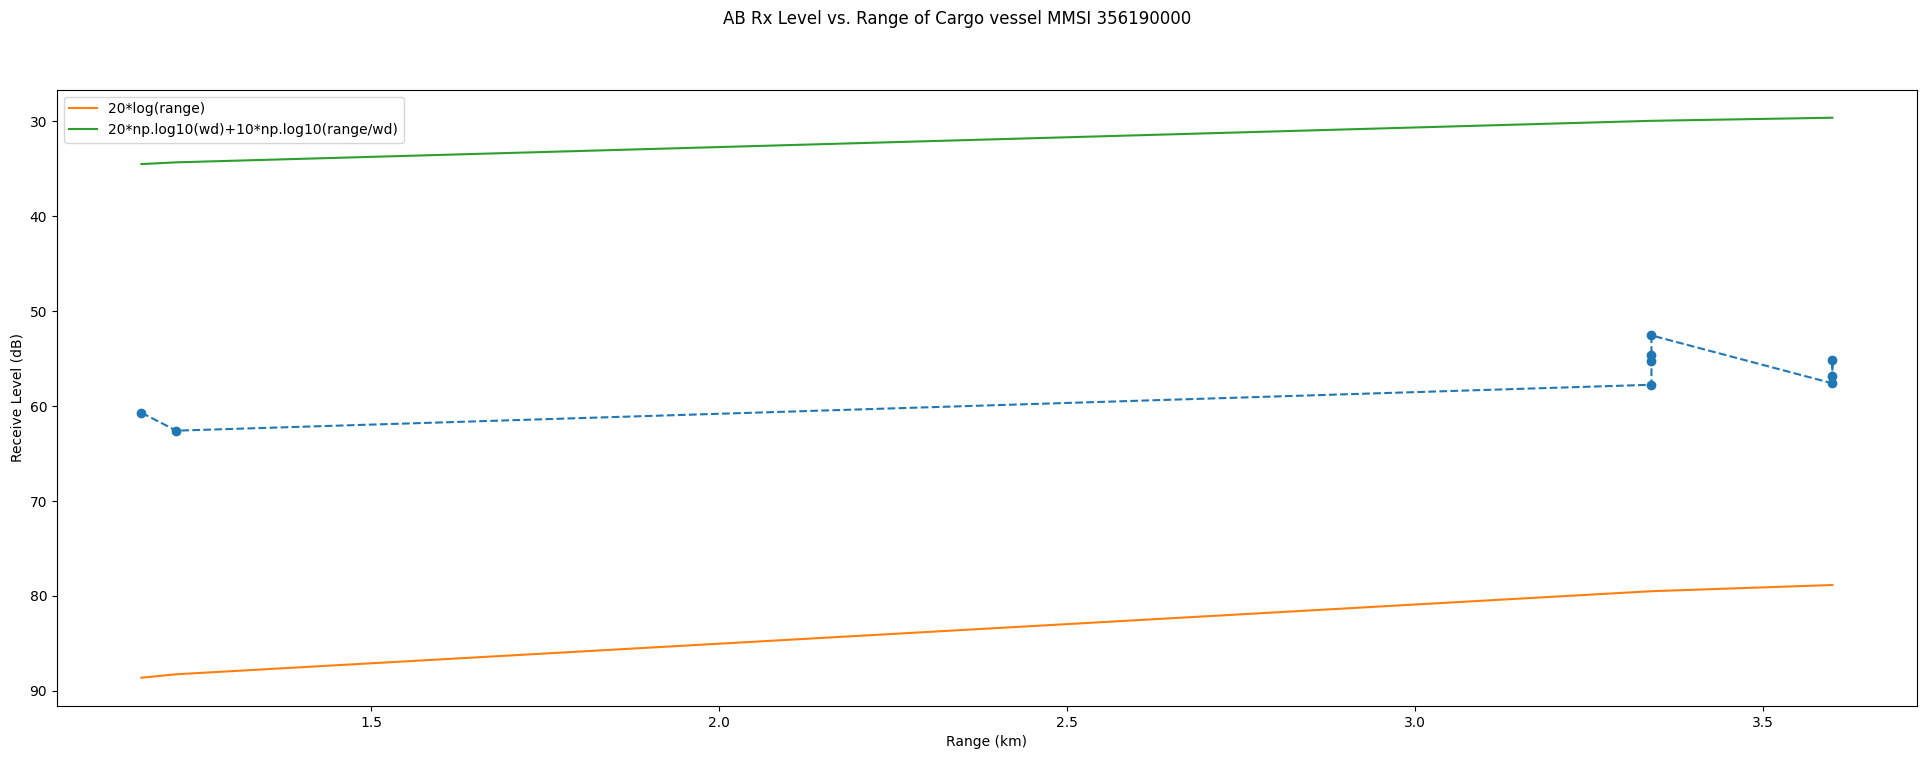 AB Rx Level vs. Range of Cargo vessel MMSI 356190000
20*log(range)
20*np.log10(wd)+10*np.log10(range/wd)
Receive Level (dB)
30
40
50
60
70
80
90
1.5 2.0 2.5 3.0 3.5
Range (km)